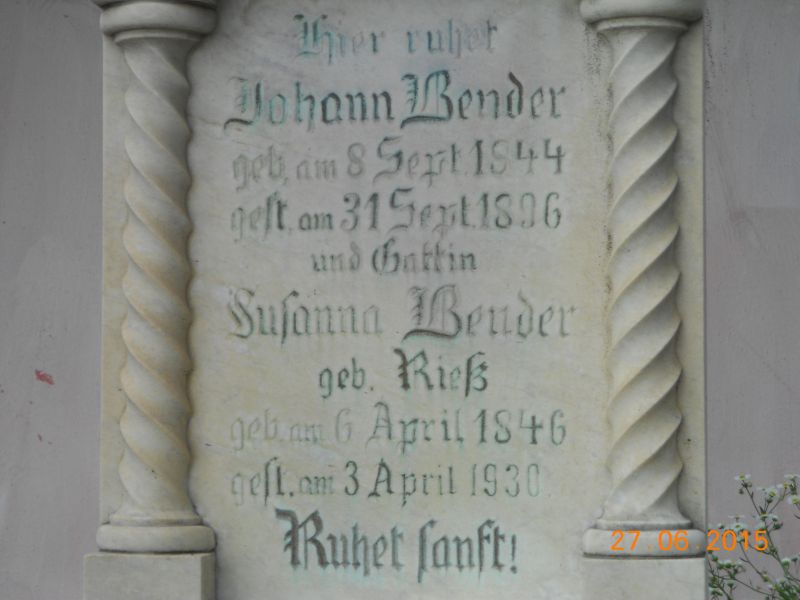 Hier ruhet
Johann Bender
geb. am 8 Sept. 1844
gest. am 31 Sept. 1896
und Gattin
Susanna Bender
geb. Rieß
geb. am 6 April 1846
gest. am 3 April 1930.
Ruhet sanft!
27.06.2015